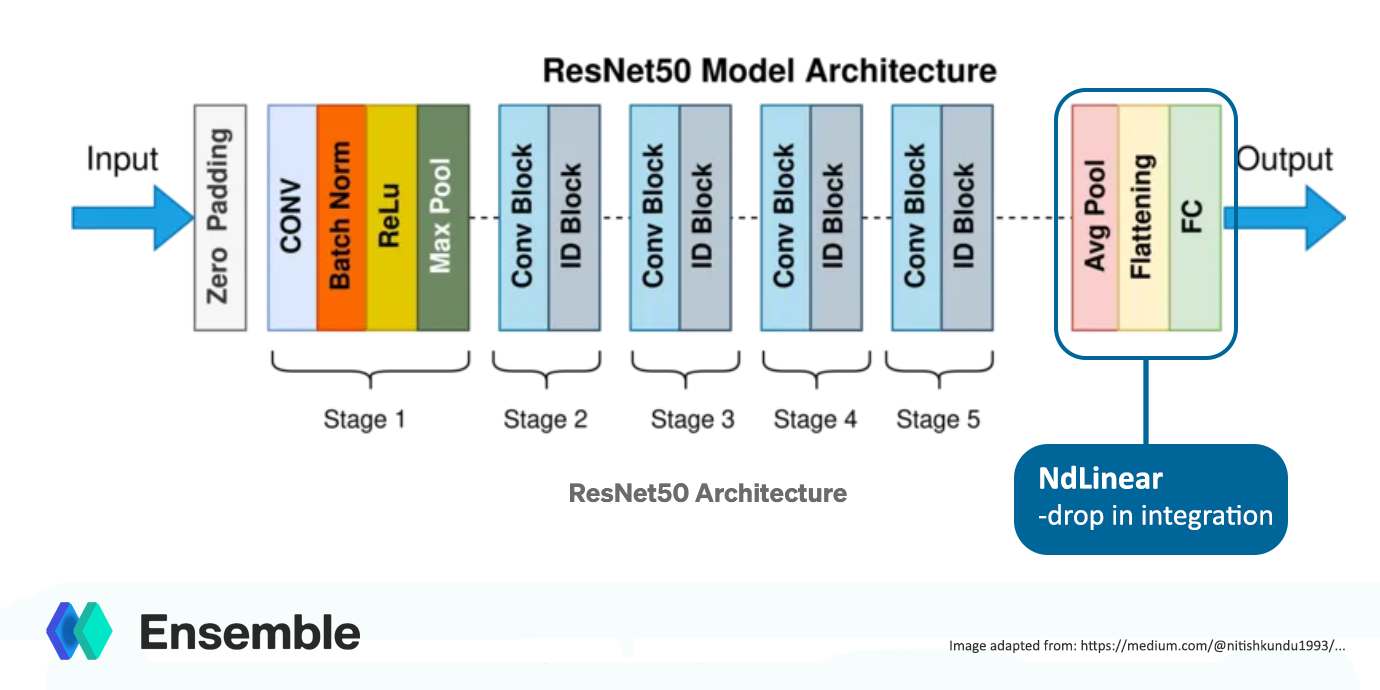 ResNet50 Model Architecture
Input
Zero Padding
CONV
Batch Norm
ReLu
Max Pool
Conv Block
ID Block
Conv Block
ID Block
Conv Block
ID Block
Conv Block
ID Block
Avg Pool
Flattening
FC
Output
Stage 1
Stage 2
Stage 3
Stage 4
Stage 5
ResNet50 Architecture
NdLinear
-drop in integration
Ensemble
Image adapted from: https://medium.com/@nitishkundu1993/...